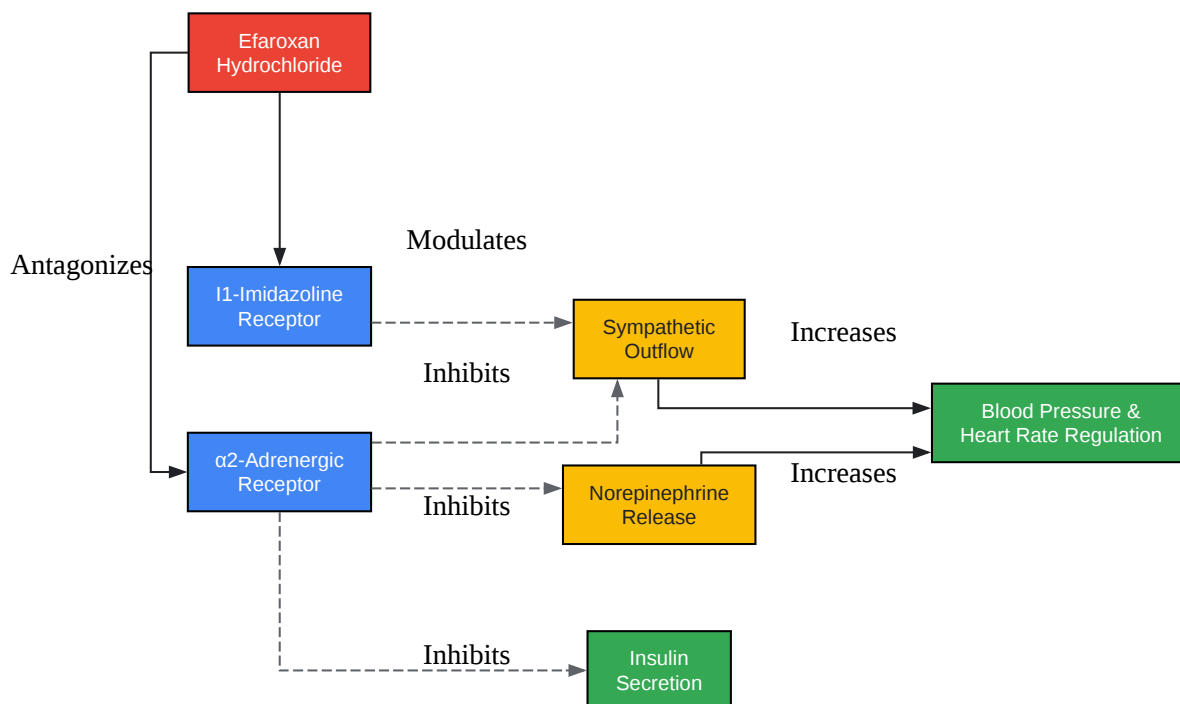 Efaroxan
Hydrochloride
Modulates
Antagonizes
I1-Imidazoline
Receptor
Sympathetic
Outflow
Increases
Inhibits
Blood Pressure &
Heart Rate Regulation
α2-Adrenergic
Receptor
Increases
Inhibits
Norepinephrine
Release
Inhibits
Insulin
Secretion